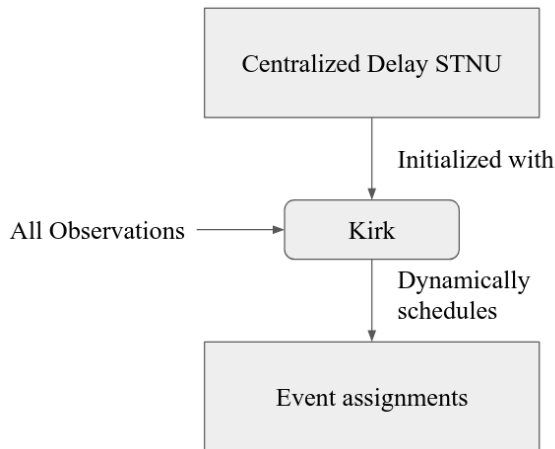 Centralized Delay STNU
Initialized with
All Observations
Kirk
Dynamically
schedules
Event assignments